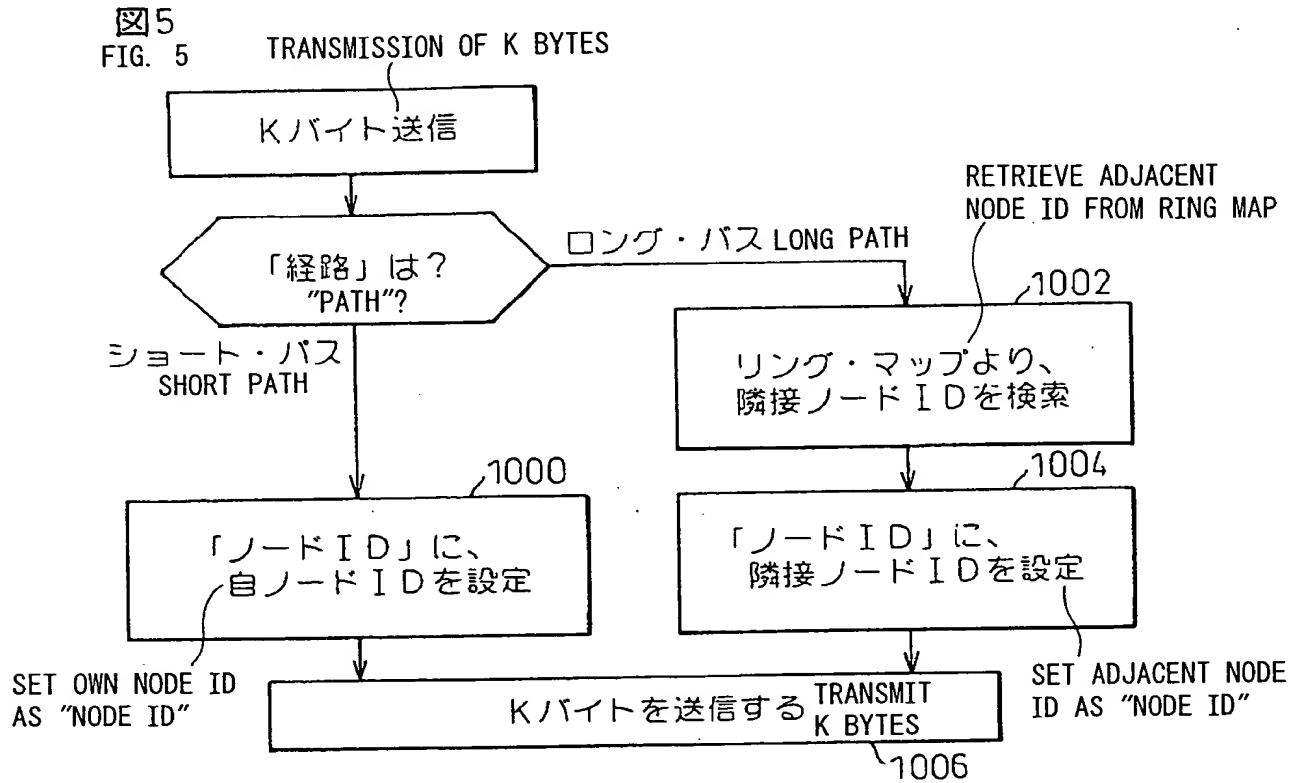 図5
FIG. 5
TRANSMISSION OF K BYTES
Kバイト送信
「経路」は?
"PATH"?
ロング・パス LONG PATH
ショート・パス
SHORT PATH
RETRIEVE ADJACENT
NODE ID FROM RING MAP
1002
リング・マップより、
隣接ノードIDを検索
1000
「ノードID」に、
自ノードIDを設定
1004
「ノードID」に、
隣接ノードIDを設定
SET OWN NODE ID
AS "NODE ID"
SET ADJACENT NODE
ID AS "NODE ID"
Kバイトを送信する
TRANSMIT
K BYTES
1006